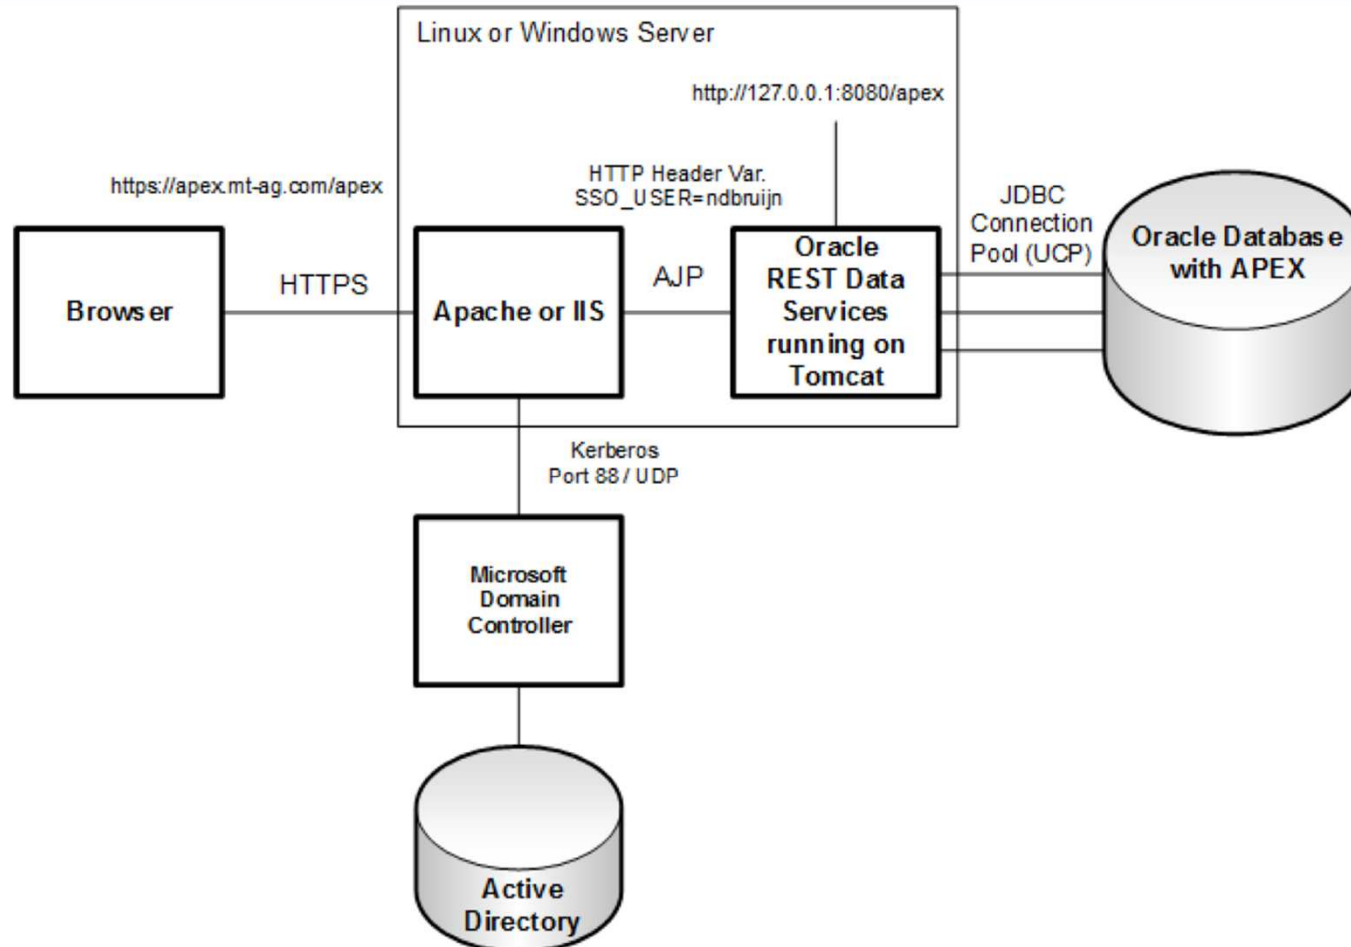 Linux or Windows Server
http://127.0.0.1:8080/apex
https://apex.mt-ag.com/apex
HTTP Header Var.
SSO_USER=ndbruijn
JDBC
Connection
Pool (UCP)
Browser
HTTPS
Apache or IIS
AJP
Oracle
REST Data
Services
running on
Tomcat
Oracle Database
with APEX
Kerberos
Port 88 / UDP
Microsoft
Domain
Controller
Active
Directory